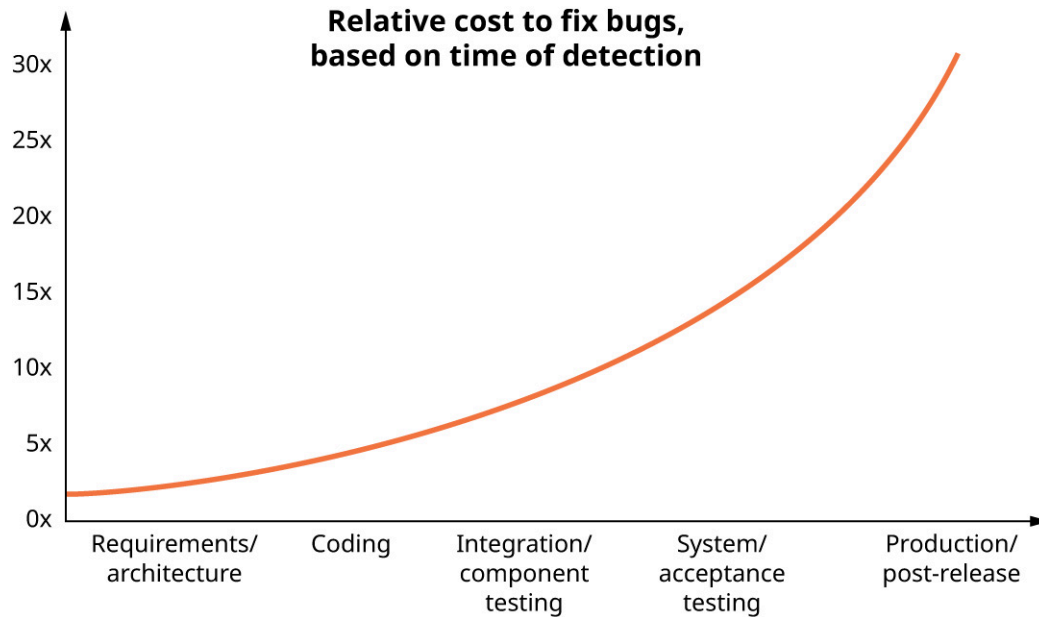 Relative cost to fix bugs,
based on time of detection
30x
25x
20x
15x
10x
5x
0x
Requirements/
architecture
Coding
Integration/
component
testing
System/
acceptance
testing
Production/
post-release